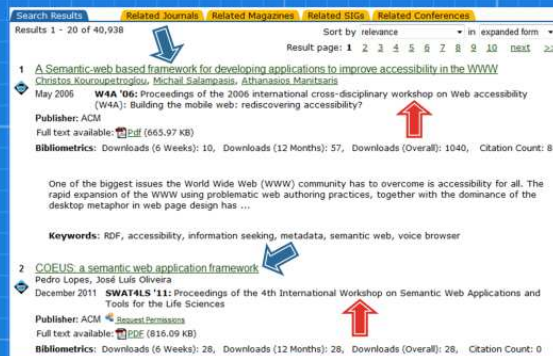 Search Results Related Journals Related Magazines Related SIGs Related Conferences
Results 1 - 20 of 40,938 Sort by relevance in expanded form
Result page: 1 2 3 4 5 6 7 8 9 10 next >>
1 A Semantic-web based framework for developing applications to improve accessibility in the WWW
Christos Kouroupetroglou, Michail Salampasis, Athanasios Manitsaris
May 2006 W4A '06: Proceedings of the 2006 international cross-disciplinary workshop on Web accessibility
(W4A): Building the mobile web: rediscovering accessibility?
Publisher: ACM
Full text available: Pdf (665.97 KB)
Bibliometrics: Downloads (6 Weeks): 10, Downloads (12 Months): 57, Downloads (Overall): 1040, Citation Count: 8
One of the biggest issues the World Wide Web (WWW) community has to overcome is accessibility for all. The
rapid expansion of the WWW using problematic web authoring practices, together with the dominance of the
desktop metaphor in web page design has ...
Keywords: RDF, accessibility, information seeking, metadata, semantic web, voice browser
2 COEUS: a semantic web application framework
Pedro Lopes, José Luís Oliveira
December 2011 SWAT4LS '11: Proceedings of the 4th International Workshop on Semantic Web Applications and
Tools for the Life Sciences
Publisher: ACM Request Permissions
Full text available: PDF (816.09 KB)
Bibliometrics: Downloads (6 Weeks): 28, Downloads (12 Months): 28, Downloads (Overall): 28, Citation Count: 0